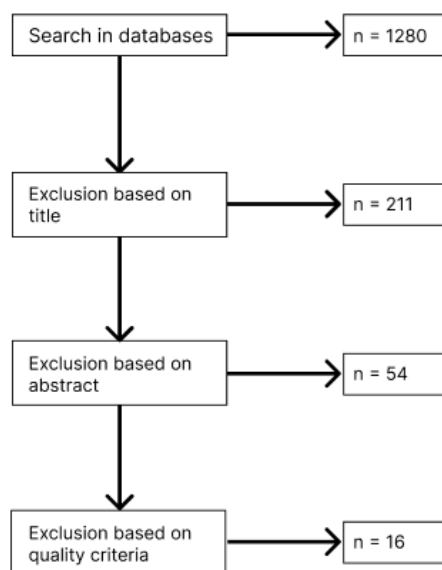 Search in databases
n = 1280
Exclusion based on
title
n = 211
Exclusion based on
abstract
n = 54
Exclusion based on
quality criteria
n = 16